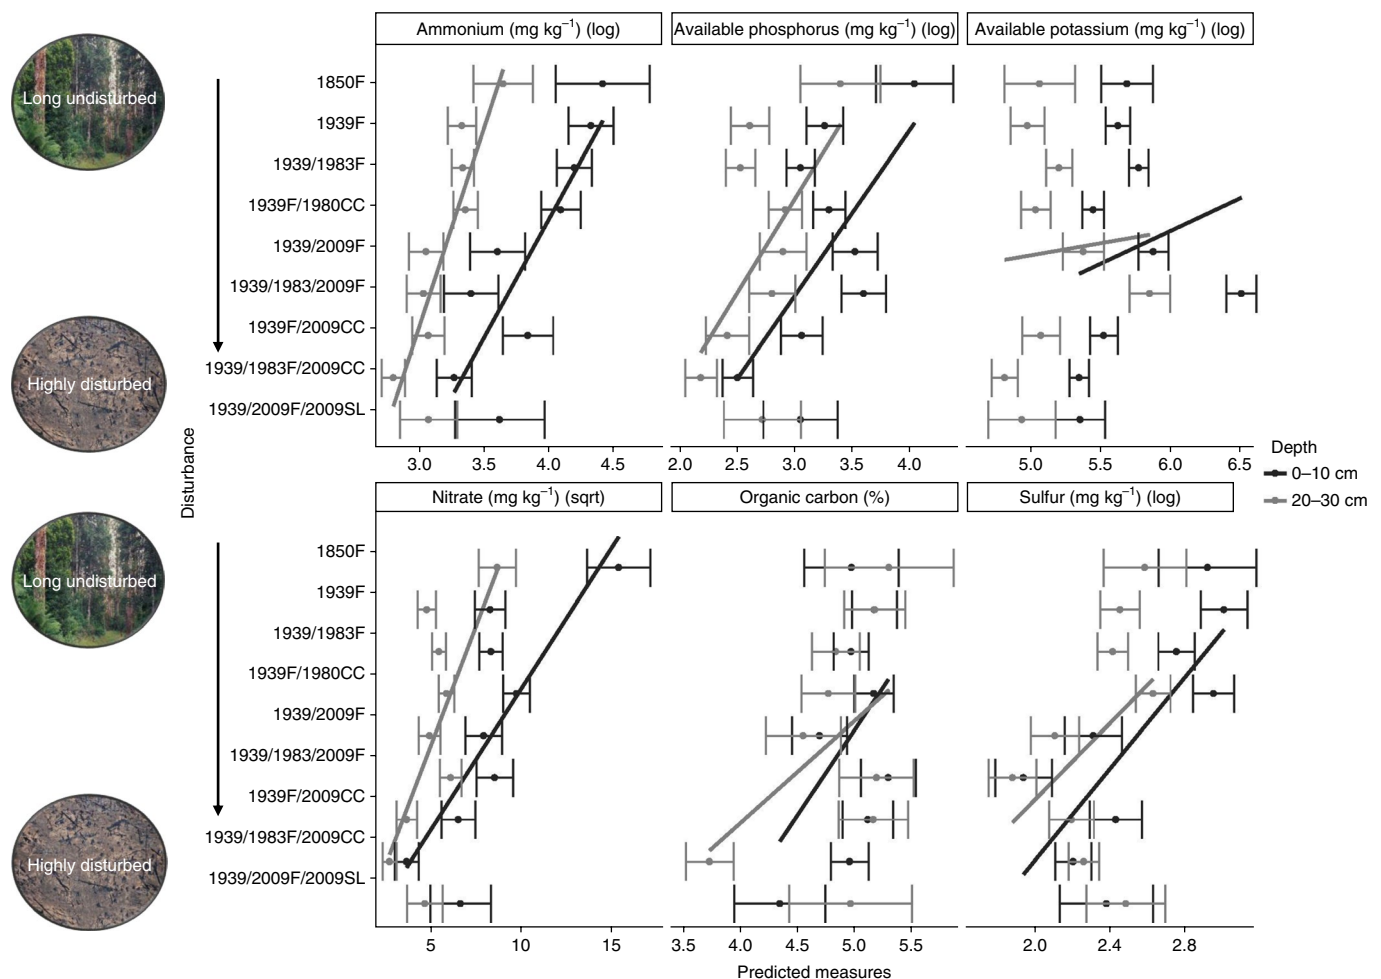 Ammonium (mg kg⁻¹) (log)
Available phosphorus (mg kg⁻¹) (log)
Available potassium (mg kg⁻¹) (log)
Long undisturbed
Highly disturbed
Disturbance
1850F
1939F
1939/1983F
1939F/1980CC
1939/2009F
1939/1983/2009F
1939F/2009CC
1939/1983F/2009CC
1939/2009F/2009SL
3.0 3.5 4.0 4.5
2.0 2.5 3.0 3.5 4.0
5.0 5.5 6.0 6.5
Depth
0–10 cm
20–30 cm
Nitrate (mg kg⁻¹) (sqrt)
Organic carbon (%)
Sulfur (mg kg⁻¹) (log)
Long undisturbed
Highly disturbed
1850F
1939F
1939/1983F
1939F/1980CC
1939/2009F
1939/1983/2009F
1939F/2009CC
1939/1983F/2009CC
1939/2009F/2009SL
5 10 15
3.5 4.0 4.5 5.0 5.5
2.0 2.4 2.8
Predicted measures